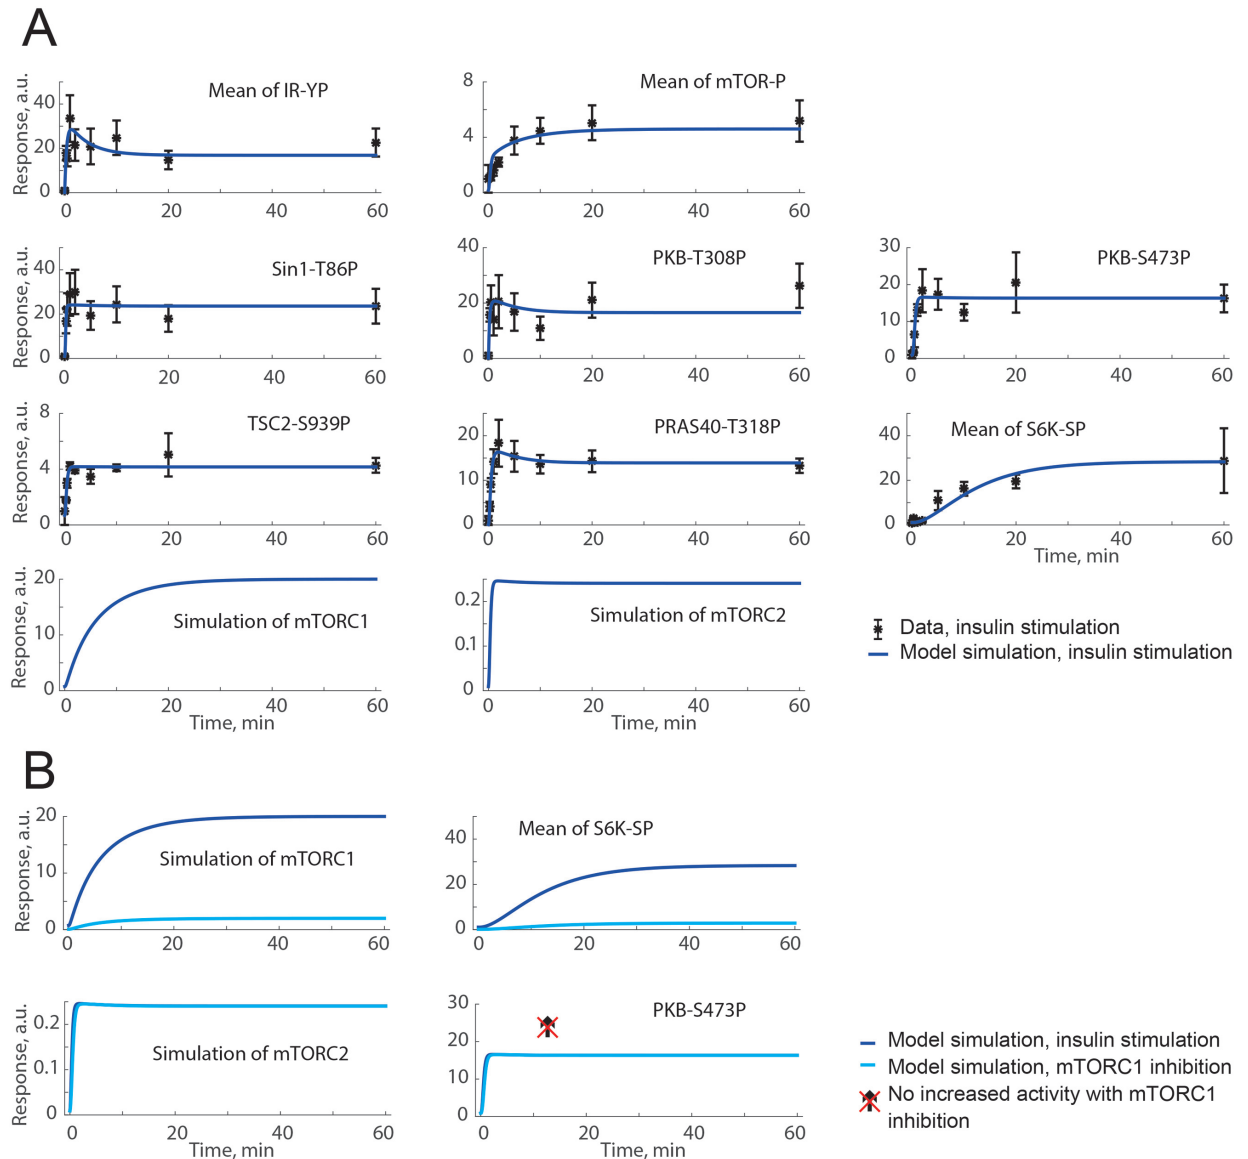 A
Response, a.u.
Mean of IR-YP
40
20
0
0 20 40 60
Mean of mTOR-P
8
4
0
0 20 40 60
Response, a.u.
Sin1-T86P
40
20
0
0 20 40 60
PKB-T308P
40
20
0
0 20 40 60
PKB-S473P
30
20
10
0
0 20 40 60
Response, a.u.
TSC2-S939P
8
4
0
0 20 40 60
PRAS40-T318P
20
10
0
0 20 40 60
Mean of S6K-SP
40
20
0
0 20 40 60
Time, min
Response, a.u.
Simulation of mTORC1
20
10
0
0 20 40 60
Time, min
Simulation of mTORC2
0.2
0.1
0
0 20 40 60
Time, min
Data, insulin stimulation
Model simulation, insulin stimulation
B
Response, a.u.
Simulation of mTORC1
20
10
0
0 20 40 60
Mean of S6K-SP
40
20
0
0 20 40 60
Response, a.u.
Simulation of mTORC2
0.2
0.1
0
0 20 40 60
Time, min
PKB-S473P
30
20
10
0
0 20 40 60
Time, min
Model simulation, insulin stimulation
Model simulation, mTORC1 inhibition
No increased activity with mTORC1
inhibition